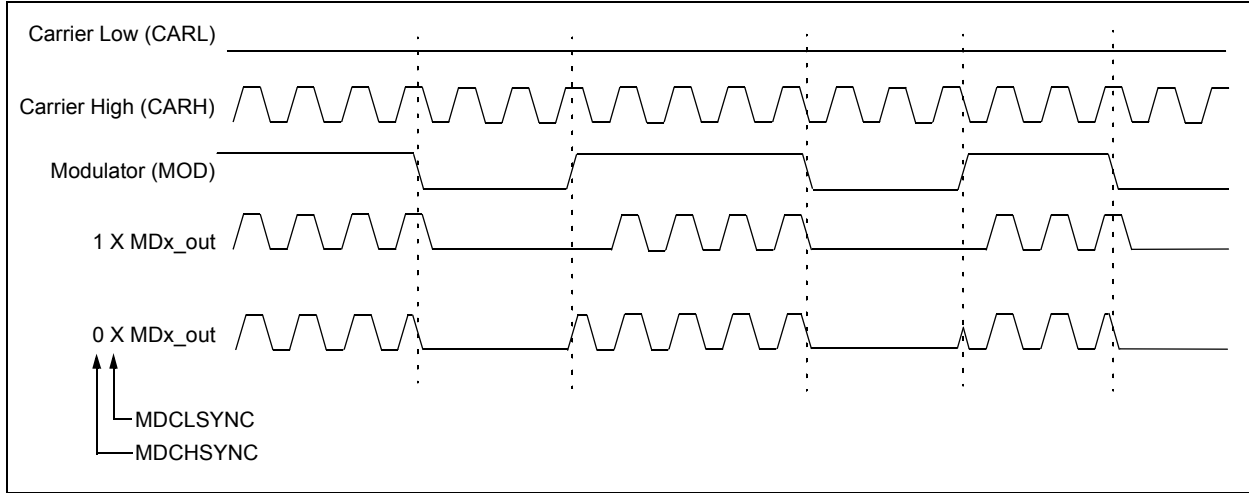 Carrier Low (CARL)
Carrier High (CARH)
Modulator (MOD)
1 X MDx_out
0 X MDx_out
MDCLSYNC
MDCHSYNC